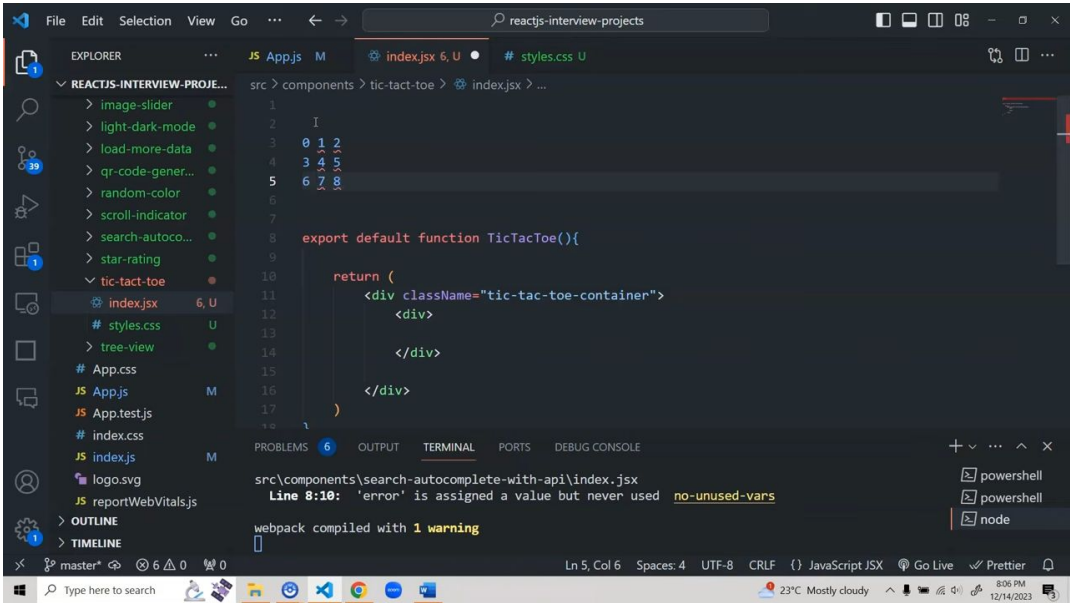 File Edit Selection View Go ··· reactjs-interview-projects
EXPLORER ···
JS App.js M index.jsx 6, U # styles.css U
REACTJS-INTERVIEW-PROJE...
src > components > tic-tact-toe > index.jsx > ...
> image-slider
> light-dark-mode
> load-more-data
> qr-code-gener...
> random-color
> scroll-indicator
> search-autoco...
> star-rating
tic-tact-toe
index.jsx 6, U
# styles.css U
> tree-view
# App.css
JS App.js M
JS App.test.js
# index.css
JS index.js M
logo.svg
JS reportWebVitals.js
> OUTLINE
> TIMELINE
1
39
1
1
1
2
3 0 1 2
4 3 4 5
5 6 7 8
6
7
8 export default function TicTacToe(){
9
10 return (
11 <div className="tic-tac-toe-container">
12 <div>
13
14 </div>
15
16 </div>
17 )
18 }
PROBLEMS 6 OUTPUT TERMINAL PORTS DEBUG CONSOLE
src\components\search-autocomplete-with-api\index.jsx
Line 8:10: 'error' is assigned a value but never used no-unused-vars
webpack compiled with 1 warning
powershell
powershell
node
master* 6 0 0 Ln 5, Col 6 Spaces: 4 UTF-8 CRLF {} JavaScript JSX Go Live Prettier
Type here to search 23°C Mostly cloudy 8:06 PM
12/14/2023 3